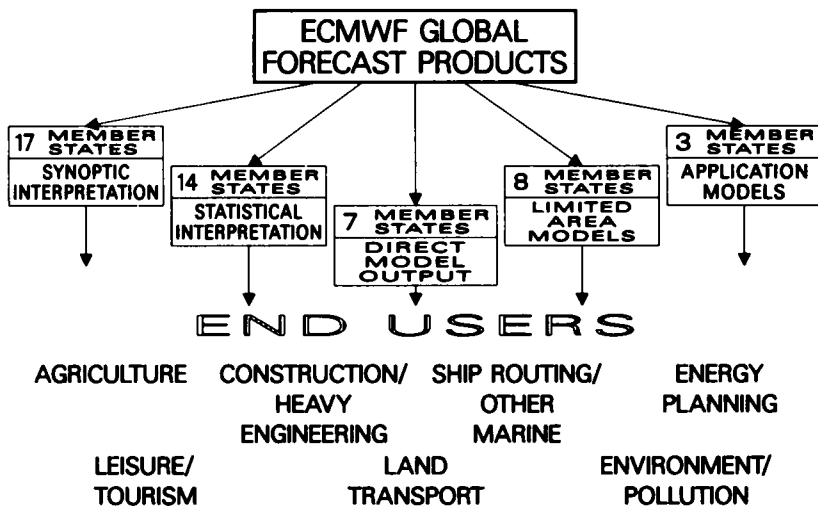 ECMWF GLOBAL
FORECAST PRODUCTS
17 MEMBER
STATES
SYNOPTIC
INTERPRETATION
14 MEMBER
STATES
STATISTICAL
INTERPRETATION
7 MEMBER
STATES
DIRECT
MODEL
OUTPUT
8 MEMBER
STATES
LIMITED
AREA
MODELS
3 MEMBER
STATES
APPLICATION
MODELS
END USERS
AGRICULTURE
CONSTRUCTION/
HEAVY
ENGINEERING
SHIP ROUTING/
OTHER
MARINE
ENERGY
PLANNING
LEISURE/
TOURISM
LAND
TRANSPORT
ENVIRONMENT/
POLLUTION